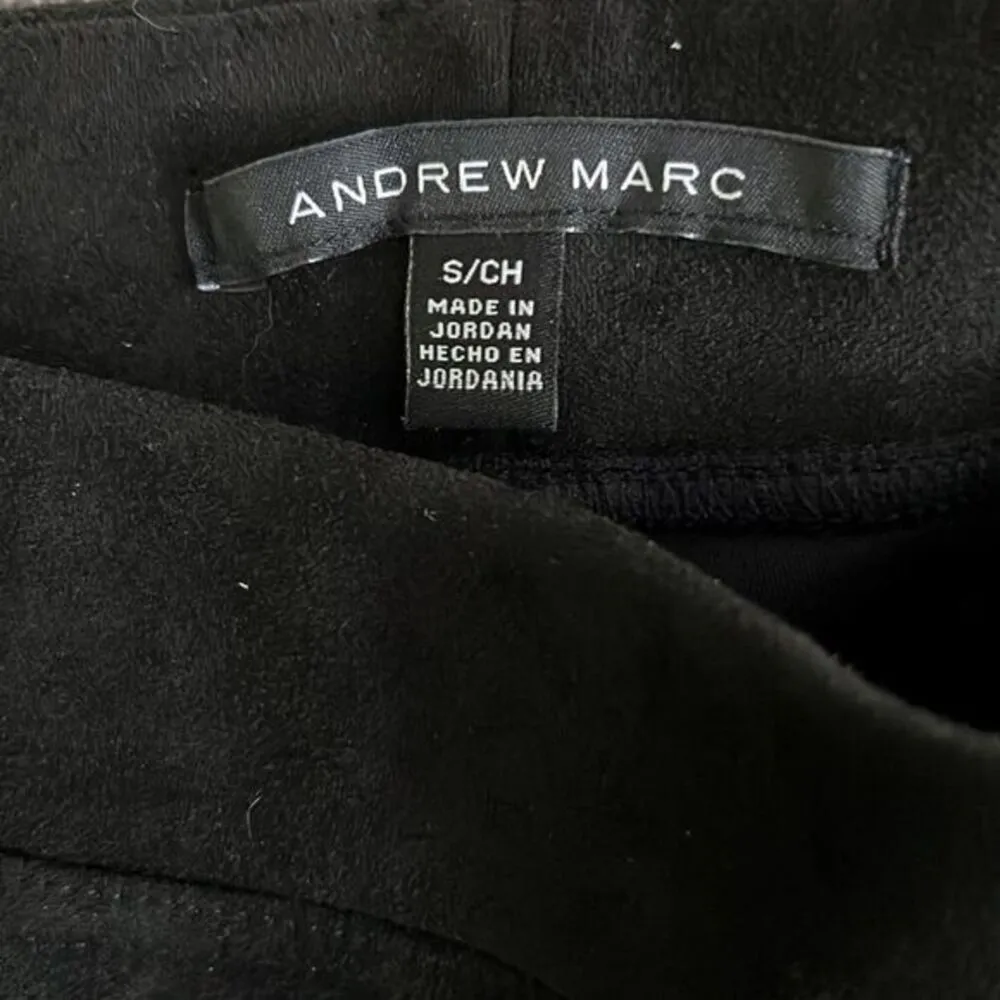 ANDREW MARC
S/CH
MADE IN
JORDAN
HECHO EN
JORDANIA